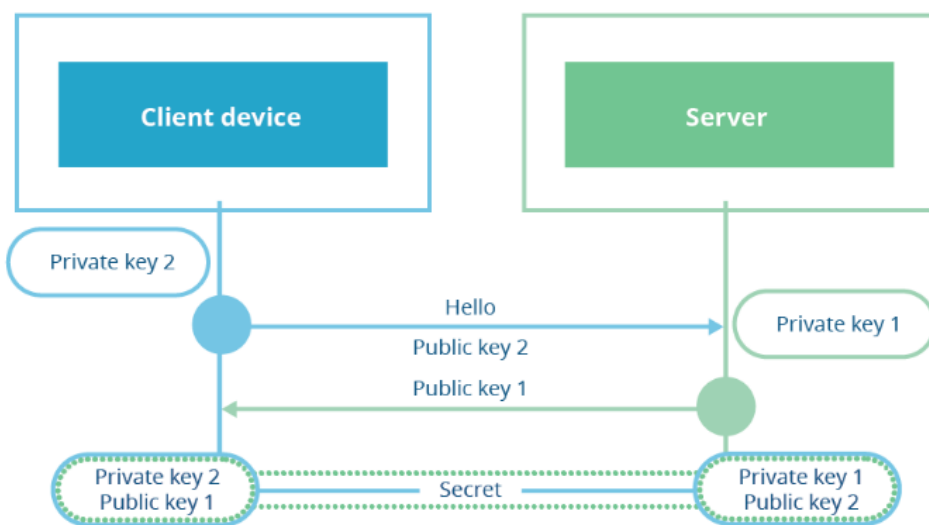 Client device
Server
Private key 2
Hello
Private key 1
Public key 2
Public key 1
Private key 2
Public key 1
Secret
Private key 1
Public key 2